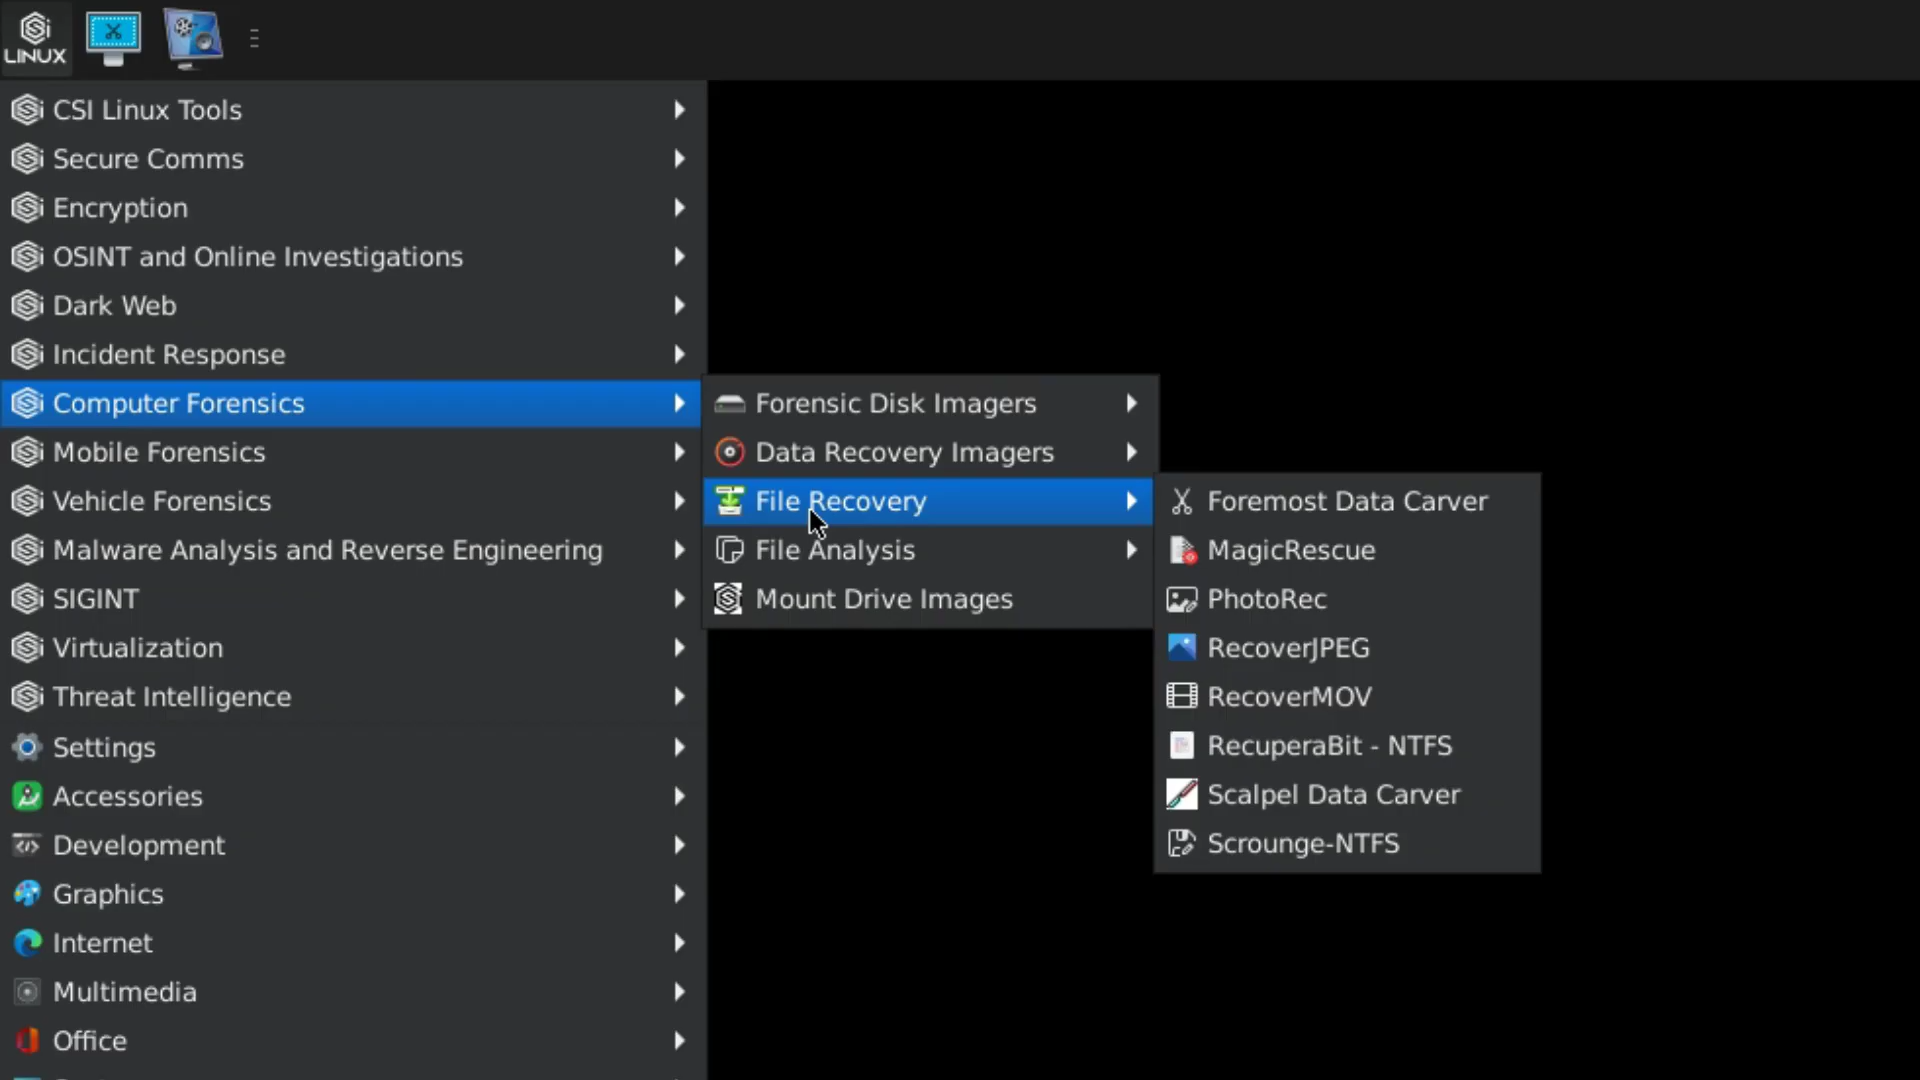 Si
LINUX
CSI Linux Tools
Secure Comms
Encryption
OSINT and Online Investigations
Dark Web
Incident Response
Computer Forensics
Mobile Forensics
Vehicle Forensics
Malware Analysis and Reverse Engineering
SIGINT
Virtualization
Threat Intelligence
Settings
Accessories
Development
Graphics
Internet
Multimedia
Office
Forensic Disk Imagers
Data Recovery Imagers
File Recovery
File Analysis
Mount Drive Images
Foremost Data Carver
MagicRescue
PhotoRec
RecoverJPEG
RecoverMOV
RecuperaBit - NTFS
Scalpel Data Carver
Scrounge-NTFS